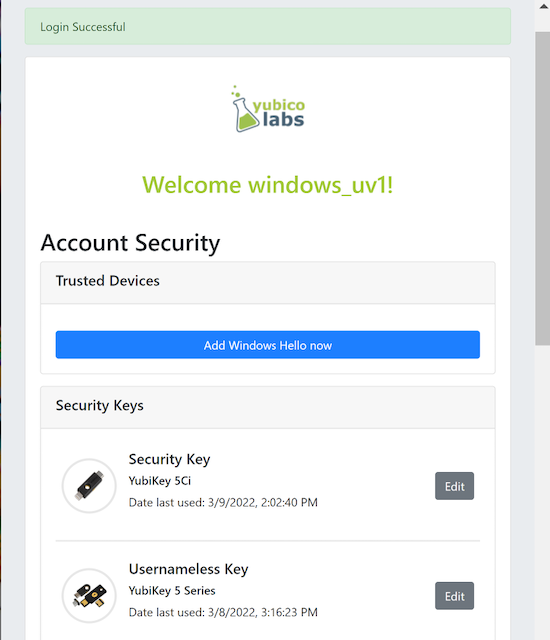 Login Successful
yubico
labs
Welcome windows_uv1!
Account Security
Trusted Devices
Add Windows Hello now
Security Keys
Security Key
YubiKey 5Ci
Date last used: 3/9/2022, 2:02:40 PM
Edit
Usernameless Key
YubiKey 5 Series
Date last used: 3/8/2022, 3:16:23 PM
Edit